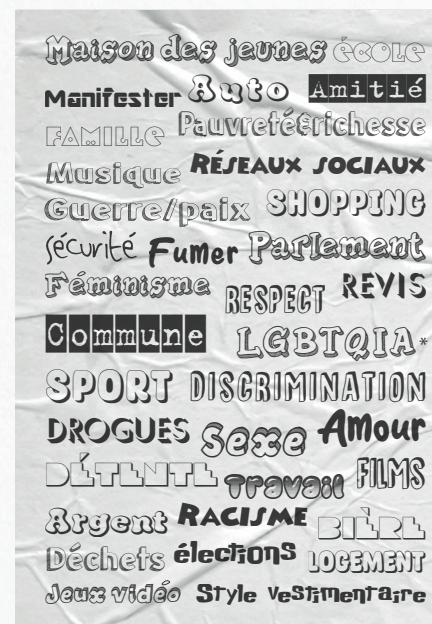 Maison des jeunes école
Manifester Auto Amitié
FAMILLE Pauvreté&richesse
Musique RÉSEAUX SOCIAUX
Guerre/paix SHOPPING
sécurité Fumer Parlement
Féminisme RESPECT REVIS
Commune LGBTQIA*
SPORT DISCRIMINATION
DROGUES Sexe Amour
DÉTENTE Travail FILMS
Argent RACISME BIÈRE
Déchets élections LOGEMENT
Jeux vidéo Style vestimentaire